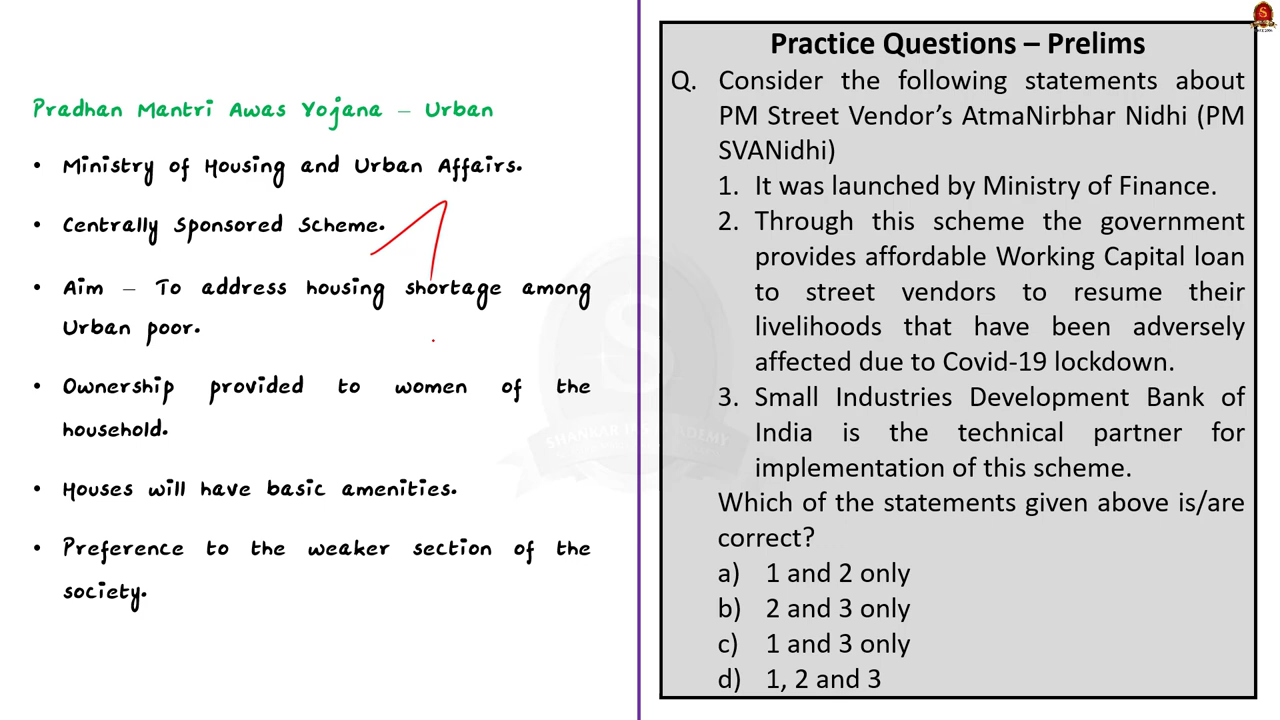 Pradhan Mantri Awas Yojana – Urban
• Ministry of Housing and Urban Affairs.
• Centrally Sponsored Scheme.
• Aim – To address housing shortage among
Urban poor.
• Ownership provided to women of the
household.
• Houses will have basic amenities.
• Preference to the weaker section of the
society.
SHANKAR IAS ACADEMY
Practice Questions – Prelims
Q. Consider the following statements about
PM Street Vendor's AtmaNirbhar Nidhi (PM
SVANidhi)
1. It was launched by Ministry of Finance.
2. Through this scheme the government
provides affordable Working Capital loan
to street vendors to resume their
livelihoods that have been adversely
affected due to Covid-19 lockdown.
3. Small Industries Development Bank of
India is the technical partner for
implementation of this scheme.
Which of the statements given above is/are
correct?
a) 1 and 2 only
b) 2 and 3 only
c) 1 and 3 only
d) 1, 2 and 3